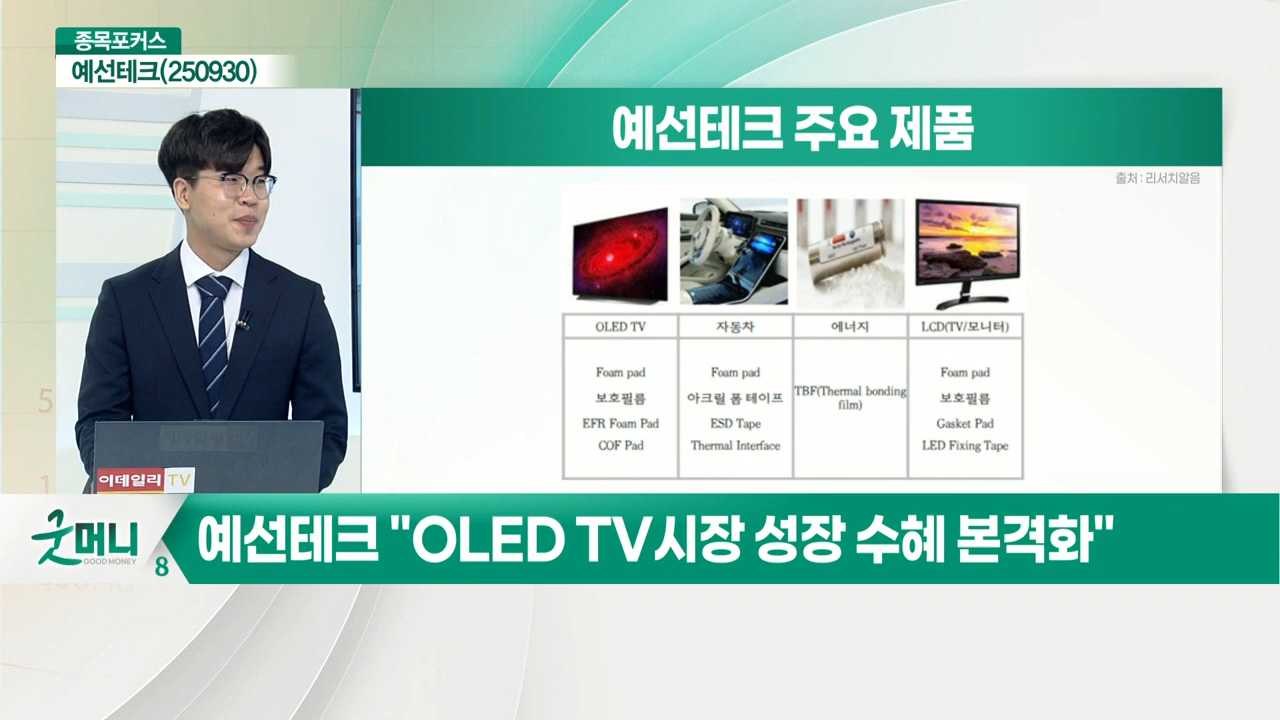 종목포커스
예선테크(250930)
예선테크 주요 제품
출처 : 리서치알음
OLED TV
자동차
에너지
LCD(TV/모니터)
Foam pad
보호필름
EFR Foam Pad
COF Pad
Foam pad
아크릴 폼 테이프
ESD Tape
Thermal Interface
TBF(Thermal bonding
film)
Foam pad
보호필름
Gasket Pad
LED Fixing Tape
이데일리 TV
굿머니
GOOD MONEY
8
예선테크 "OLED TV시장 성장 수혜 본격화"